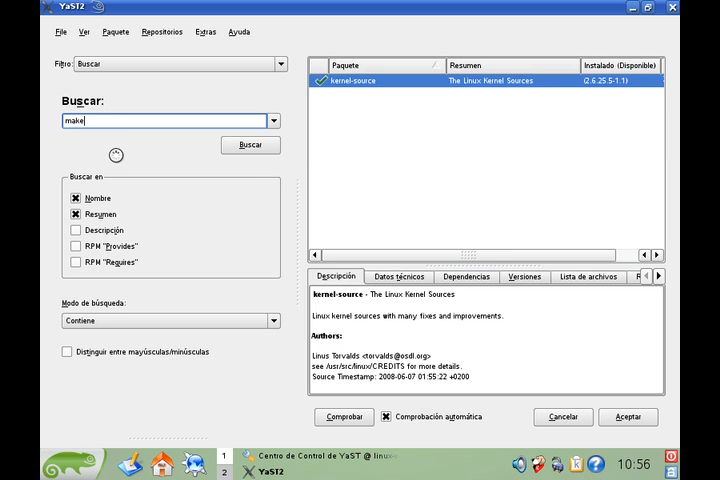 YaST2
File Ver Paquete Repositorios Extras Ayuda
Filtro: Buscar
Buscar:
make
Buscar
Buscar en
Nombre
Resumen
Descripción
RPM "Provides"
RPM "Requires"
Modo de búsqueda:
Contiene
Distinguir entre mayúsculas/minúsculas
Paquete Resumen Instalado (Disponible)
kernel-source The Linux Kernel Sources (2.6.25.5-1.1)
Descripción Datos técnicos Dependencias Versiones Lista de archivos
kernel-source - The Linux Kernel Sources
Linux kernel sources with many fixes and improvements.
Authors:
Linus Torvalds <torvalds@osdl.org>
see /usr/src/linux/CREDITS for more details.
Source Timestamp: 2008-06-07 01:55:22 +0200
Comprobar Comprobación automática Cancelar Aceptar
1 Centro de Control de YaST @ linux-
2 YaST2
10:56